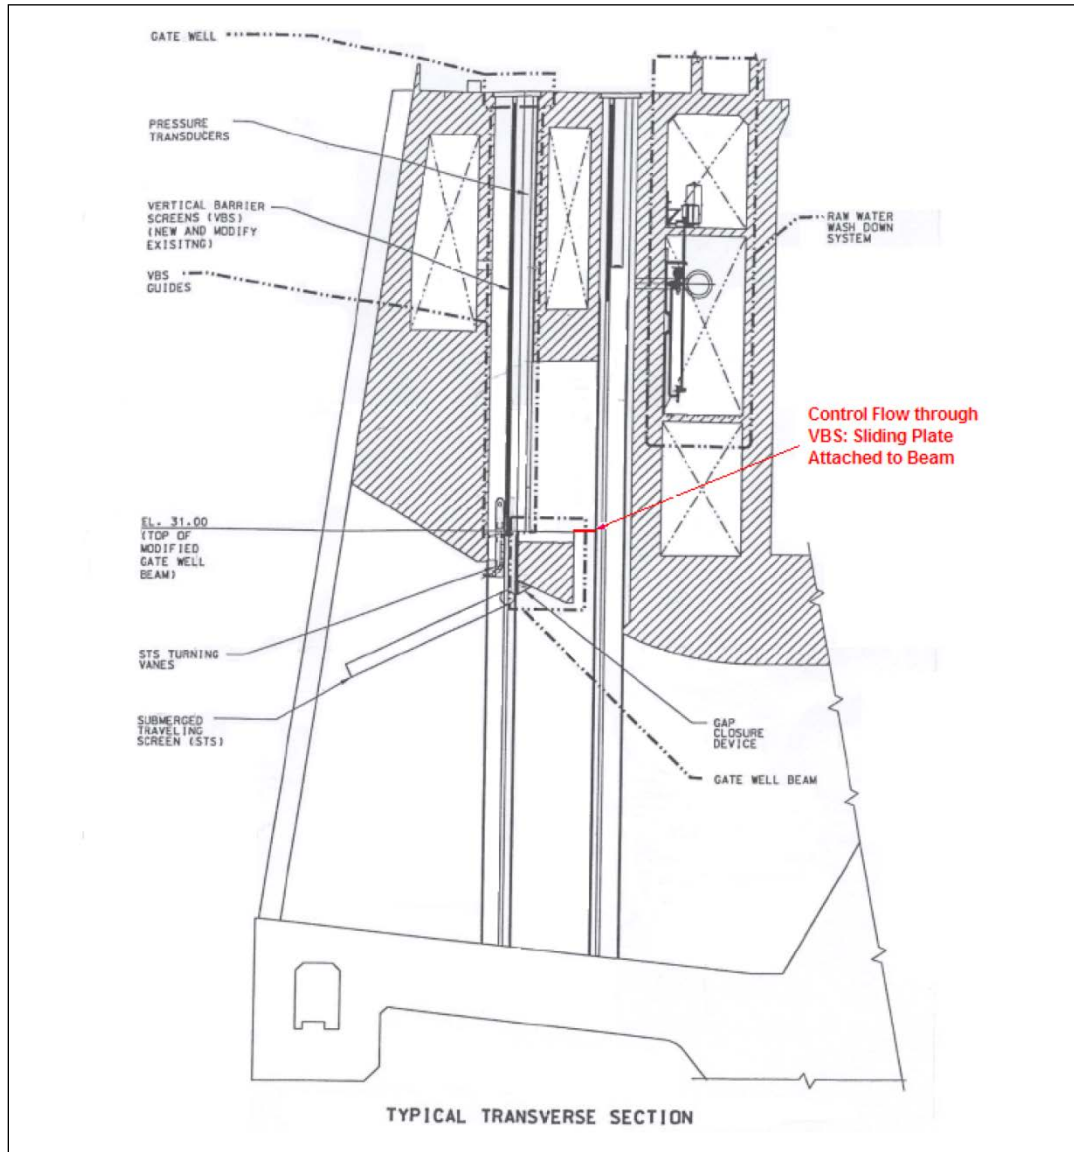 GATE WELL
PRESSURE
TRANSDUCERS
VERTICAL BARRIER
SCREENS (VBS)
(NEW AND MODIFY
EXISITNG)
VBS
GUIDES
RAW WATER
WASH DOWN
SYSTEM
Control Flow through
VBS: Sliding Plate
Attached to Beam
EL. 31.00
(TOP OF
MODIFIED
GATE WELL
BEAM)
STS TURNING
VANES
SUBMERGED
TRAVELING
SCREEN (STS)
GAP
CLOSURE
DEVICE
GATE WELL BEAM
TYPICAL TRANSVERSE SECTION